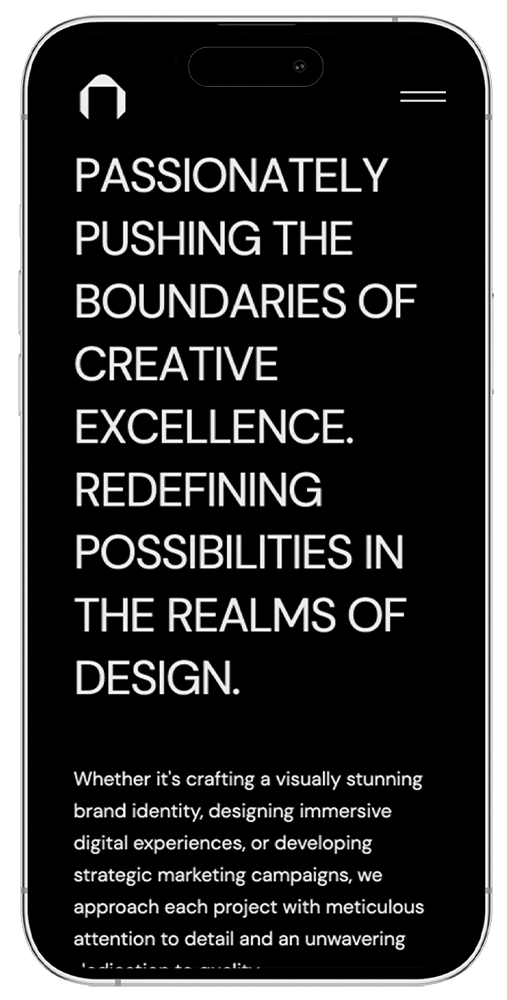 PASSIONATELY
PUSHING THE
BOUNDARIES OF
CREATIVE
EXCELLENCE.
REDEFINING
POSSIBILITIES IN
THE REALMS OF
DESIGN.
Whether it's crafting a visually stunning
brand identity, designing immersive
digital experiences, or developing
strategic marketing campaigns, we
approach each project with meticulous
attention to detail and an unwavering